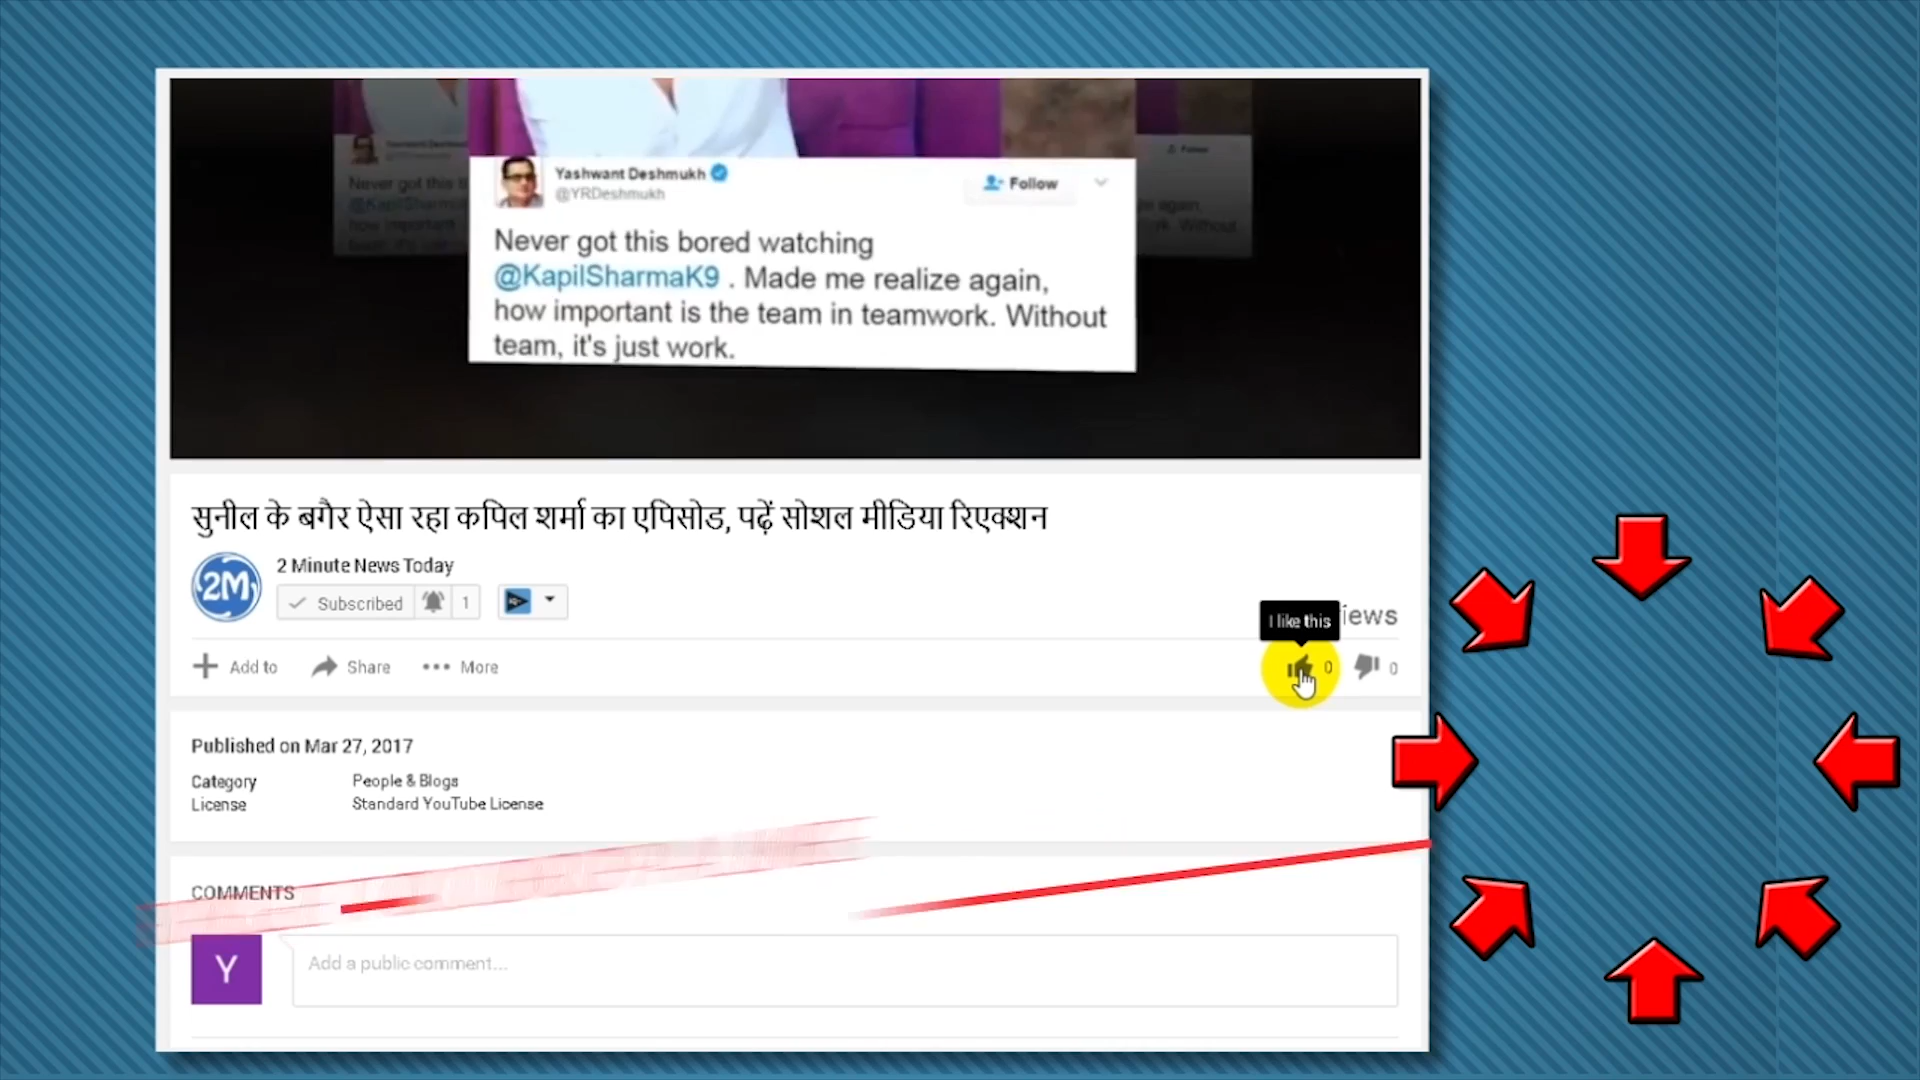 Yashwant Deshmukh
@YRDeshmukh
Follow
Never got this bored watching
@KapilSharmaK9 . Made me realize again,
how important is the team in teamwork. Without
team, it's just work.
सुनील के बगैर ऐसा रहा कपिल शर्मा का एपिसोड, पढ़ें सोशल मीडिया रिएक्शन
2M
2 Minute News Today
Subscribed 1
I like this
Add to Share More 0 0
Published on Mar 27, 2017
Category People & Blogs
License Standard YouTube License
COMMENTS
Y
Add a public comment...